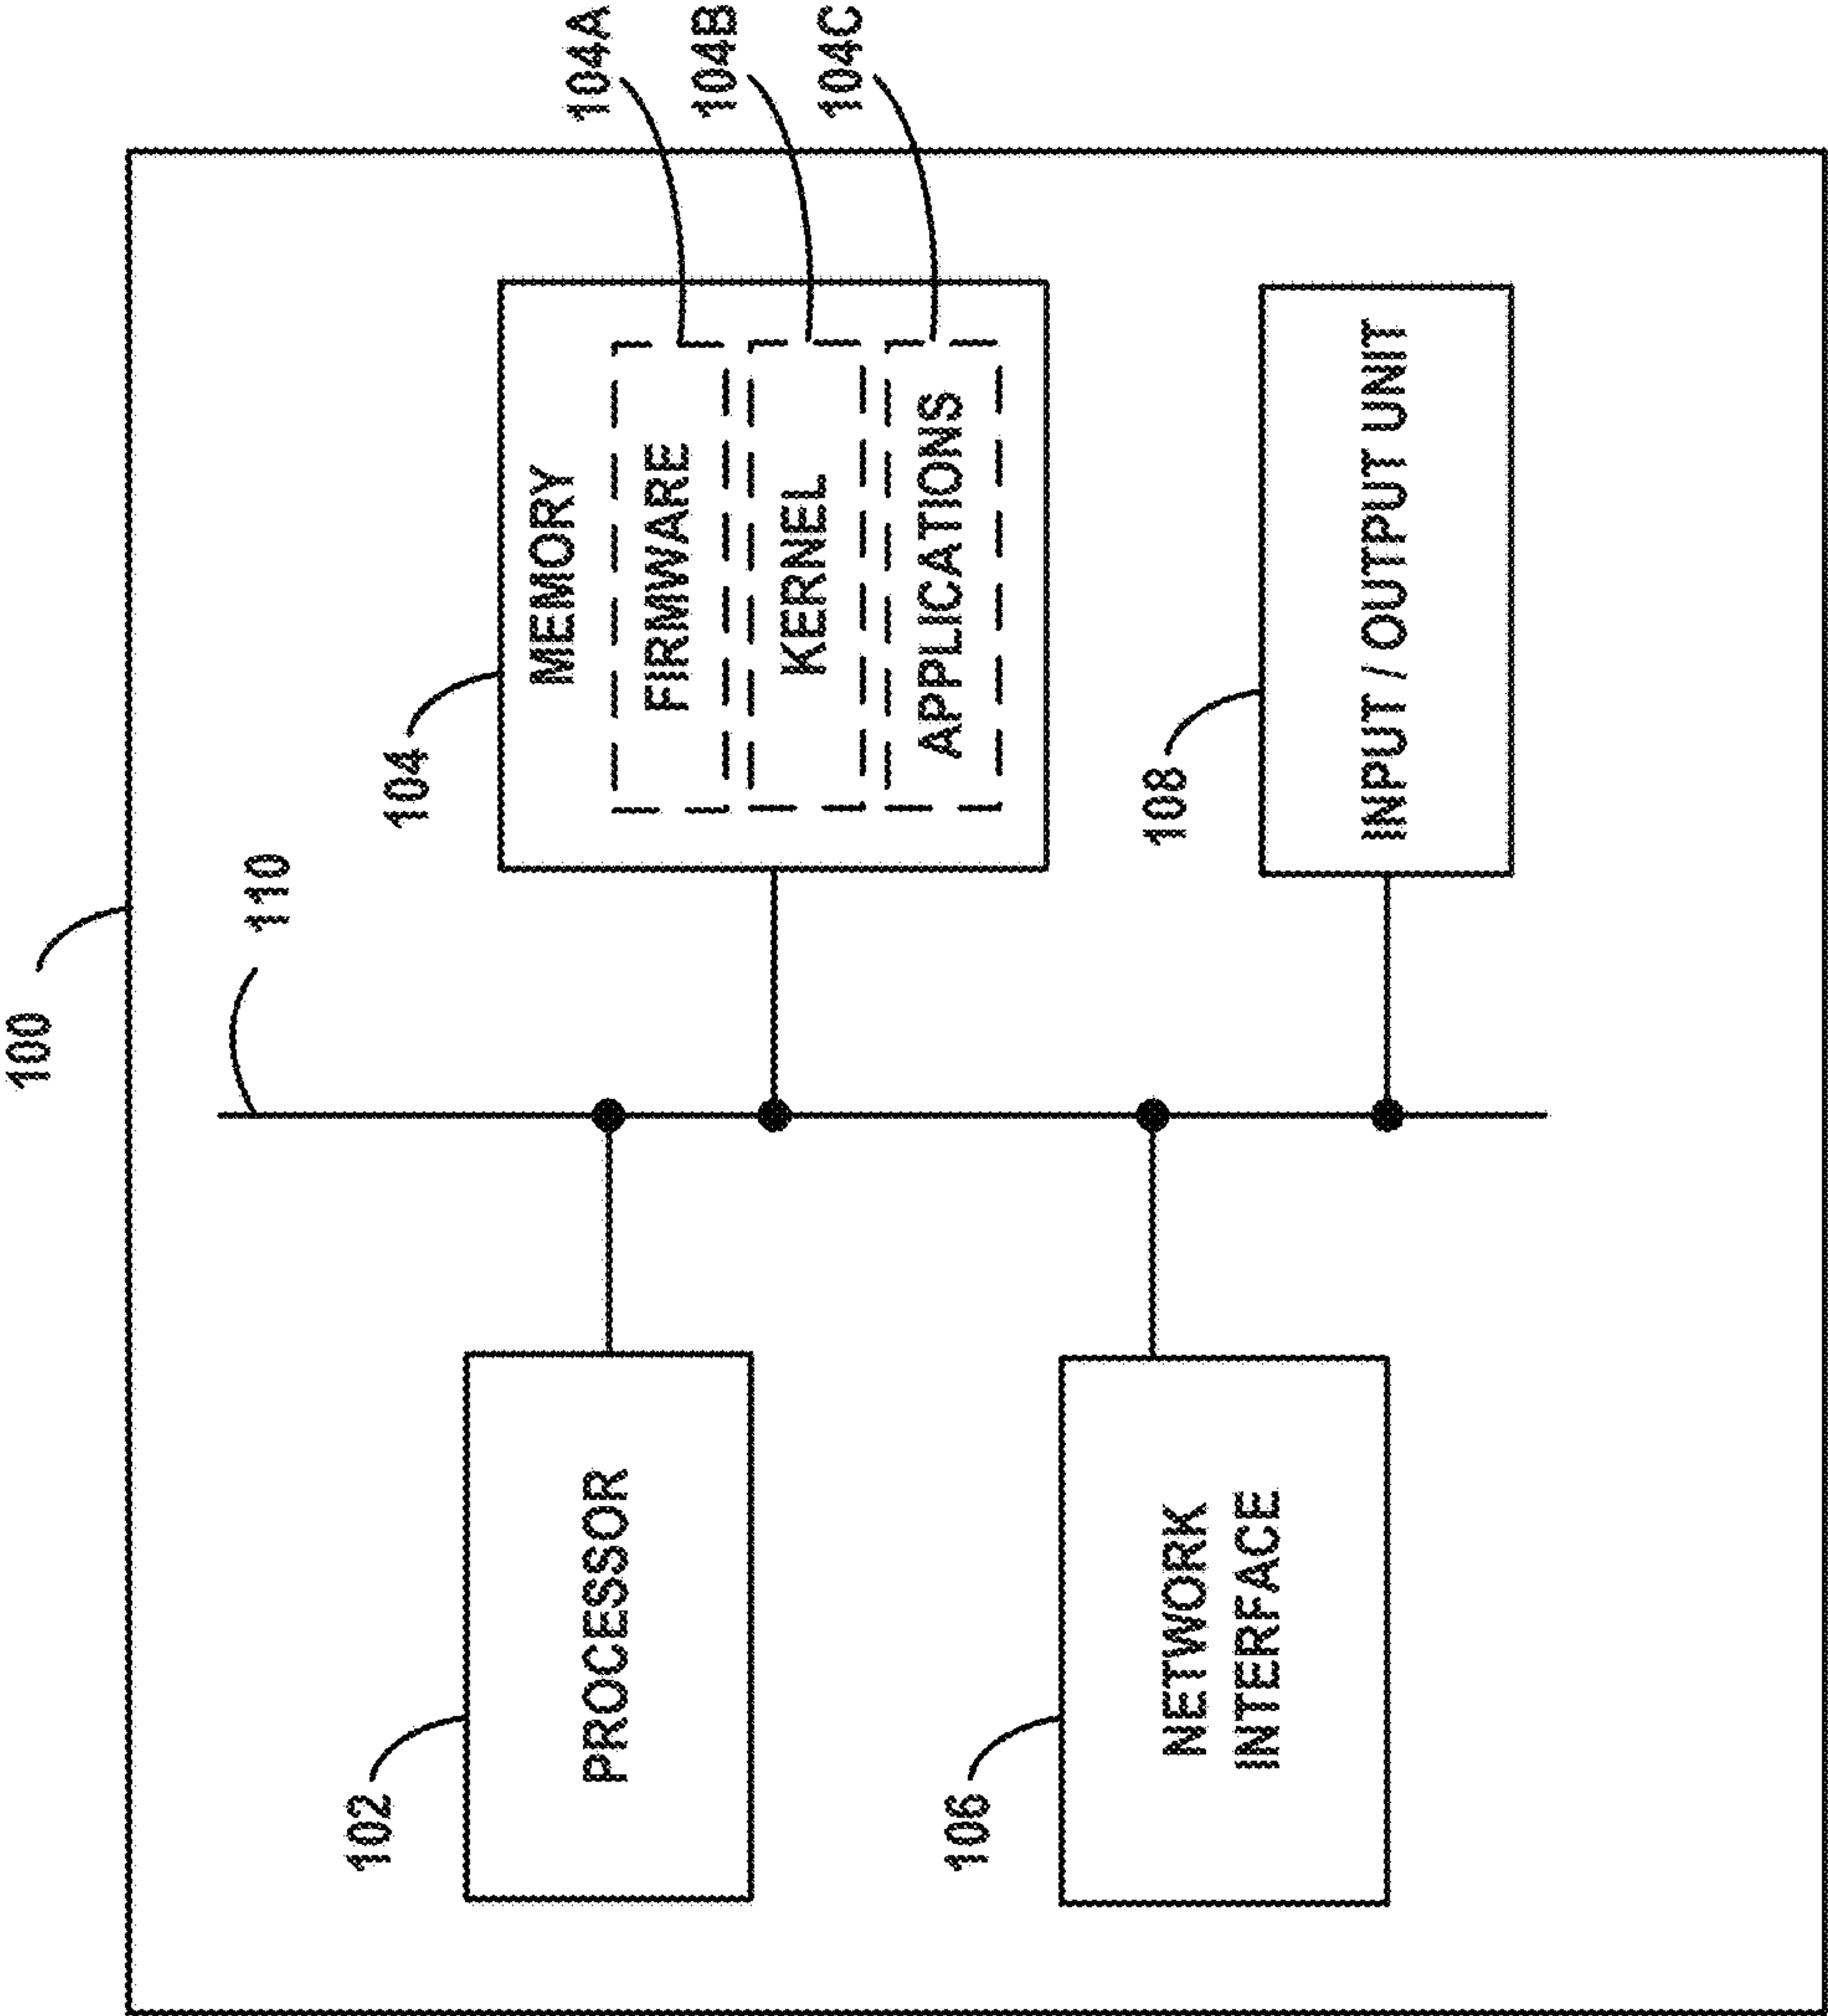 100
110
104
MEMORY
FIRMWARE
KERNEL
APPLICATIONS
104A
104B
104C
102
PROCESSOR
106
NETWORK
INTERFACE
108
INPUT / OUTPUT UNIT